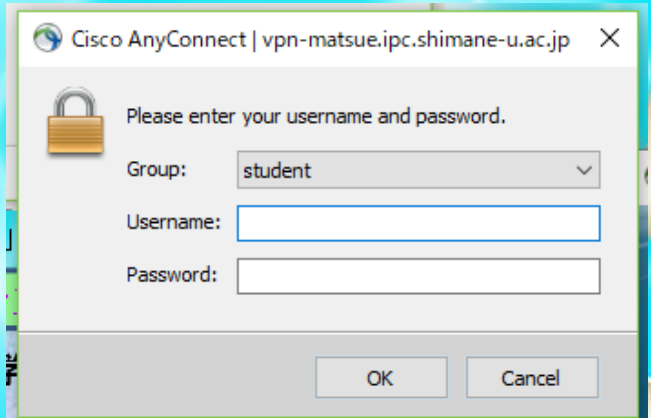 Cisco AnyConnect | vpn-matsue.ipc.shimane-u.ac.jp
Please enter your username and password.
Group: student
Username:
Password:
OK Cancel